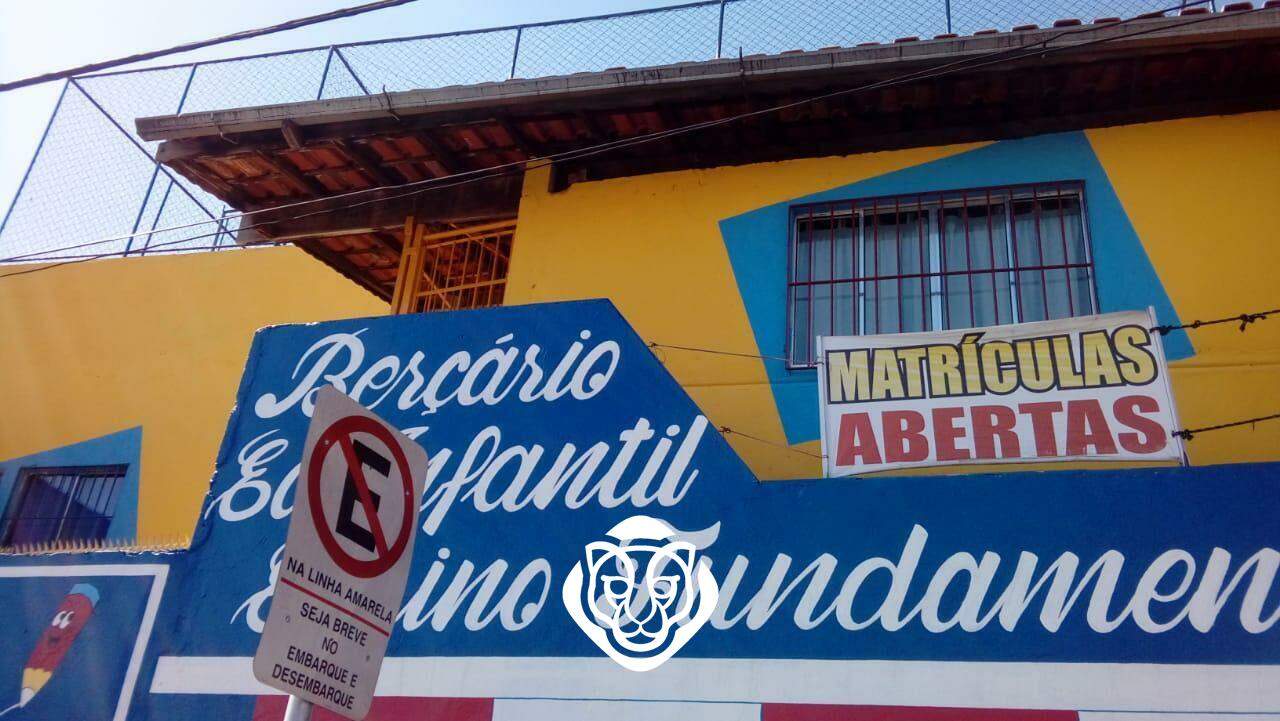 Berçário
Infantil
Fundamen
MATRÍCULAS
ABERTAS
E
NA LINHA AMARELA
SEJA BREVE
NO
EMBARQUE E
DESEMBARQUE